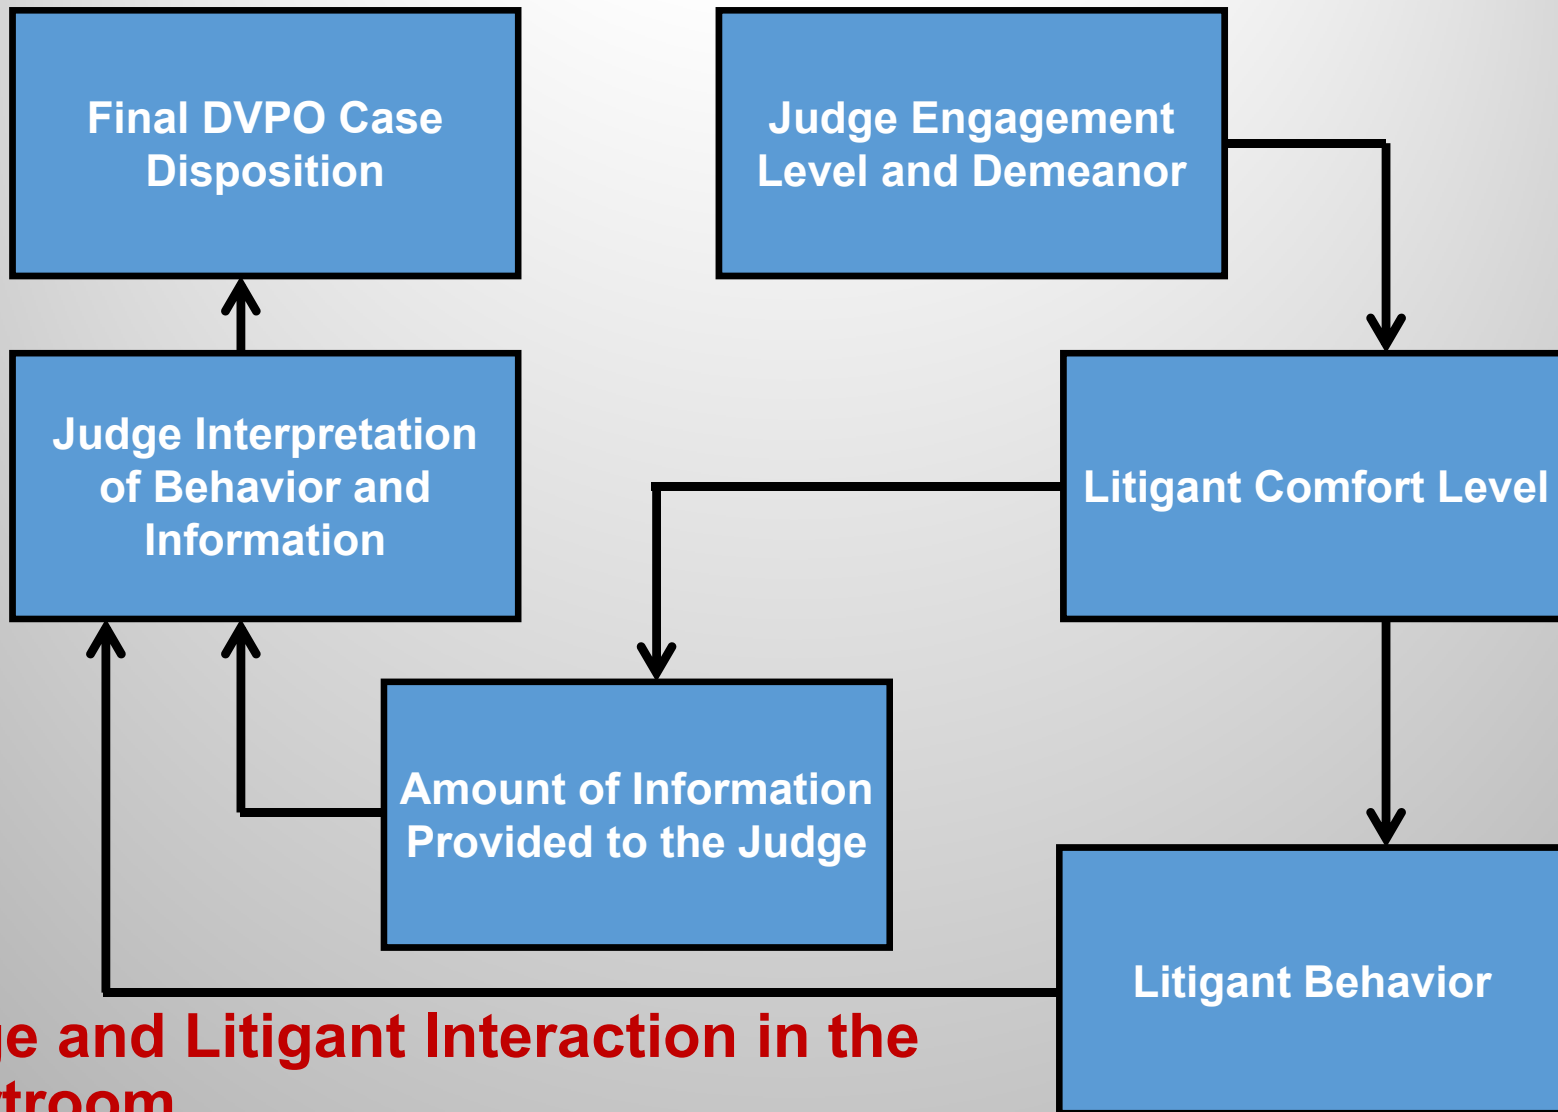 Final DVPO Case
Disposition
Judge Engagement
Level and Demeanor
Judge Interpretation
of Behavior and
Information
Litigant Comfort Level
Amount of Information
Provided to the Judge
Litigant Behavior
and Litigant Interaction in the